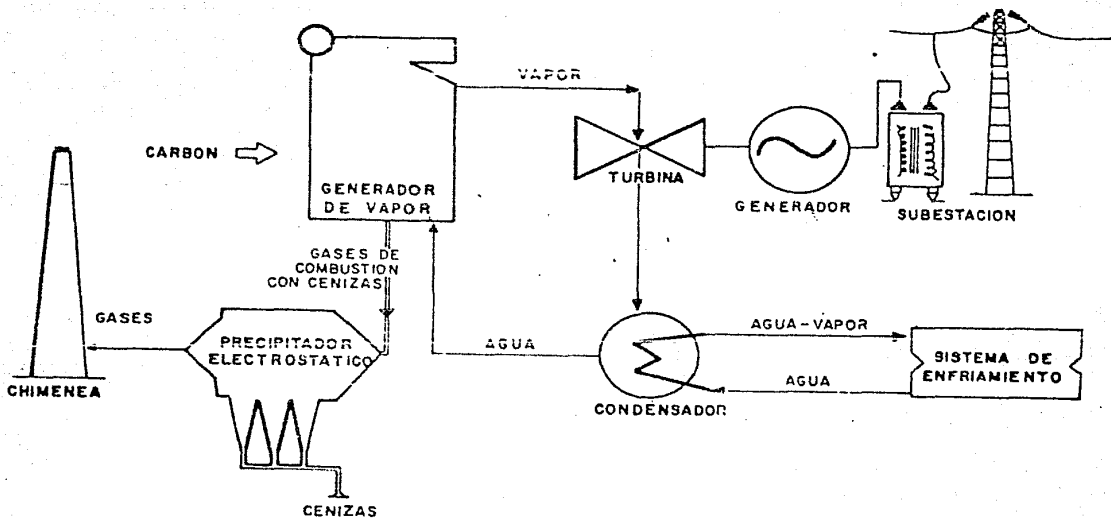 VAPOR
CARBON
TURBINA
GENERADOR
DE VAPOR
GENERADOR
SUBESTACION
GASES DE
COMBUSTION
CON CENIZAS
GASES
PRECIPITADOR
ELECTROSTATICO
AGUA
AGUA-VAPOR
SISTEMA DE
ENFRIAMIENTO
AGUA
CHIMENEA
CONDENSADOR
CENIZAS